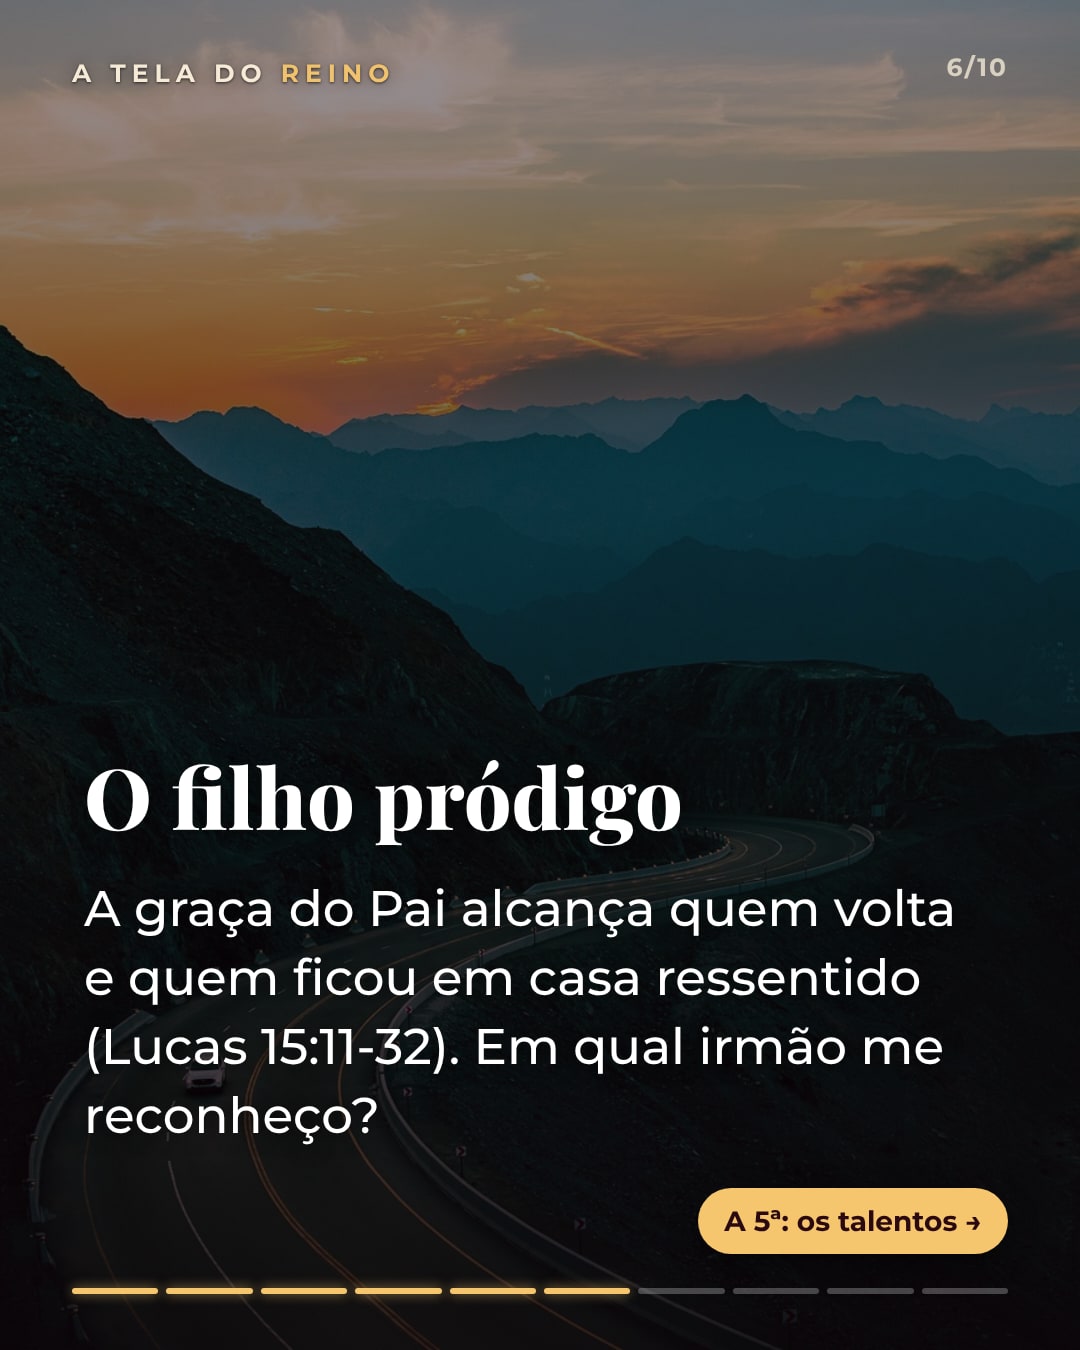 A TELA DO REINO
6/10
O filho pródigo
A graça do Pai alcança quem volta
e quem ficou em casa ressentido
(Lucas 15:11-32). Em qual irmão me
reconheço?
A 5ª: os talentos →